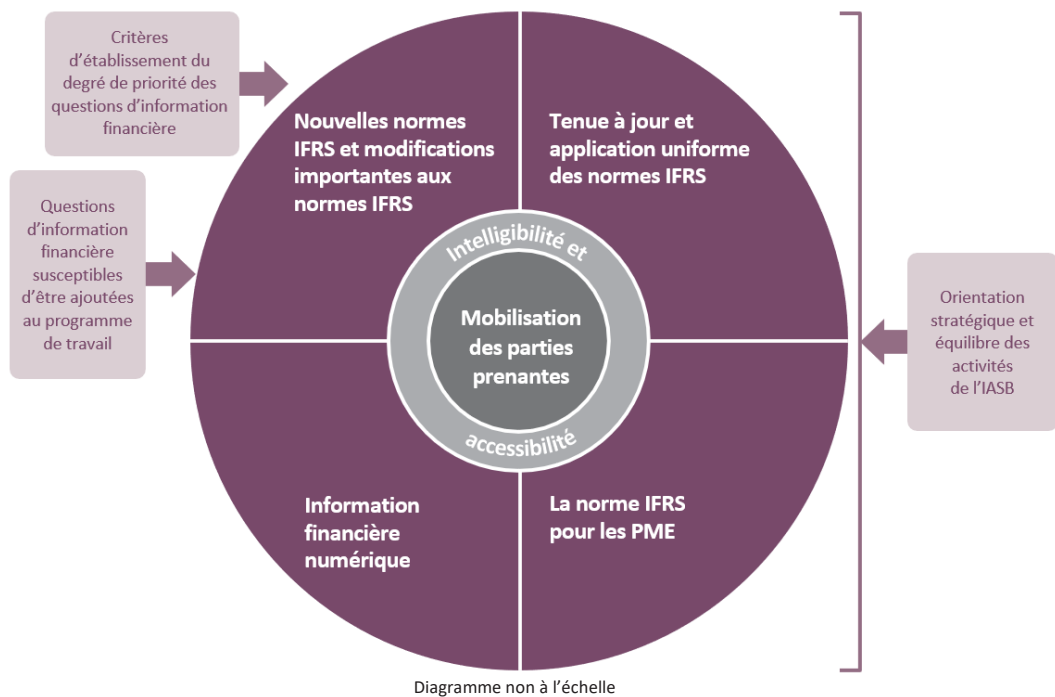 Critères
d'établissement du
degré de priorité des
questions d'information
financière
Questions
d'information
financière
susceptibles
d'être ajoutées
au programme
de travail
Nouvelles normes
IFRS et modifications
importantes aux
normes IFRS
Tenue à jour et
application uniforme
des normes IFRS
Intelligibilité et
accessibilité
Mobilisation
des parties
prenantes
Information
financière
numérique
La norme IFRS
pour les PME
Orientation
stratégique et
équilibre des
activités
de l'IASB
Diagramme non à l'échelle